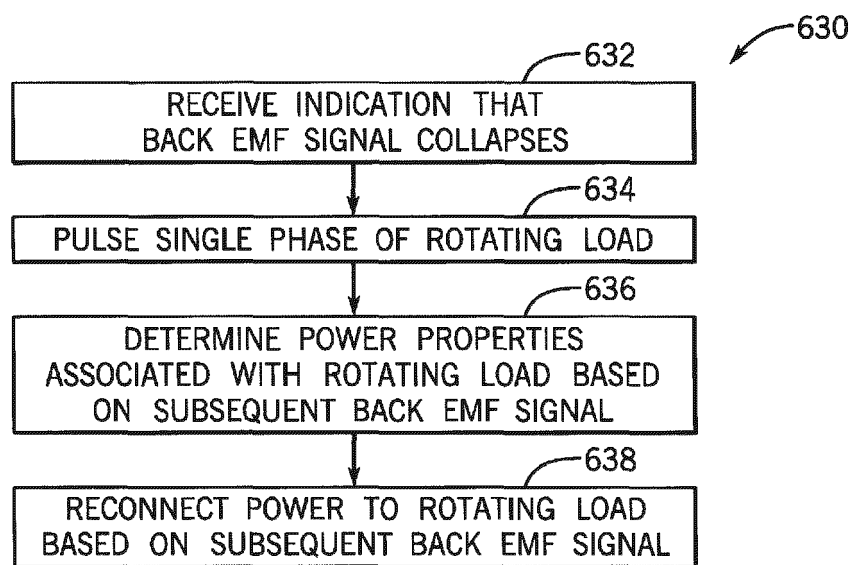 630
632
RECEIVE INDICATION THAT
BACK EMF SIGNAL COLLAPSES
634
PULSE SINGLE PHASE OF ROTATING LOAD
636
DETERMINE POWER PROPERTIES
ASSOCIATED WITH ROTATING LOAD BASED
ON SUBSEQUENT BACK EMF SIGNAL
638
RECONNECT POWER TO ROTATING LOAD
BASED ON SUBSEQUENT BACK EMF SIGNAL